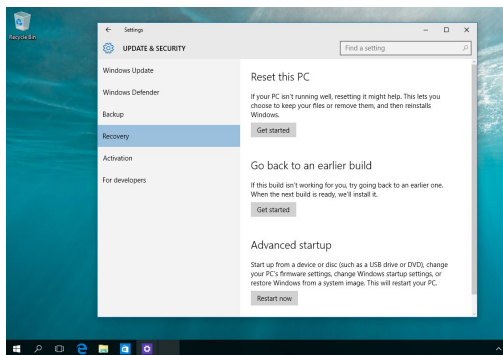 Recycle Bin
Settings
UPDATE & SECURITY
Find a setting
Windows Update
Windows Defender
Backup
Recovery
Activation
For developers
Reset this PC
If your PC isn't running well, resetting it might help. This lets you
choose to keep your files or remove them, and then reinstalls
Windows.
Get started
Go back to an earlier build
If this build isn't working for you, try going back to an earlier one.
When the next build is ready, we'll install it.
Get started
Advanced startup
Start up from a device or disc (such as a USB drive or DVD), change
your PC's firmware settings, change Windows startup settings, or
restore Windows from a system image. This will restart your PC.
Restart now